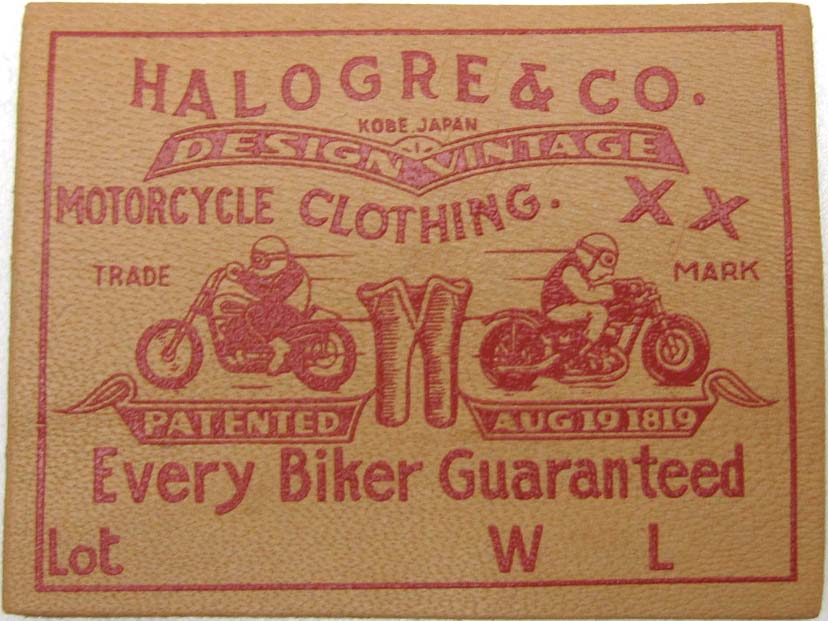 HALOGRE & CO.
KOBE.JAPAN
DESIGN VINTAGE
MOTORCYCLE CLOTHING. XX
TRADE MARK
PATENTED AUG 19 1819
Every Biker Guaranteed
Lot W L